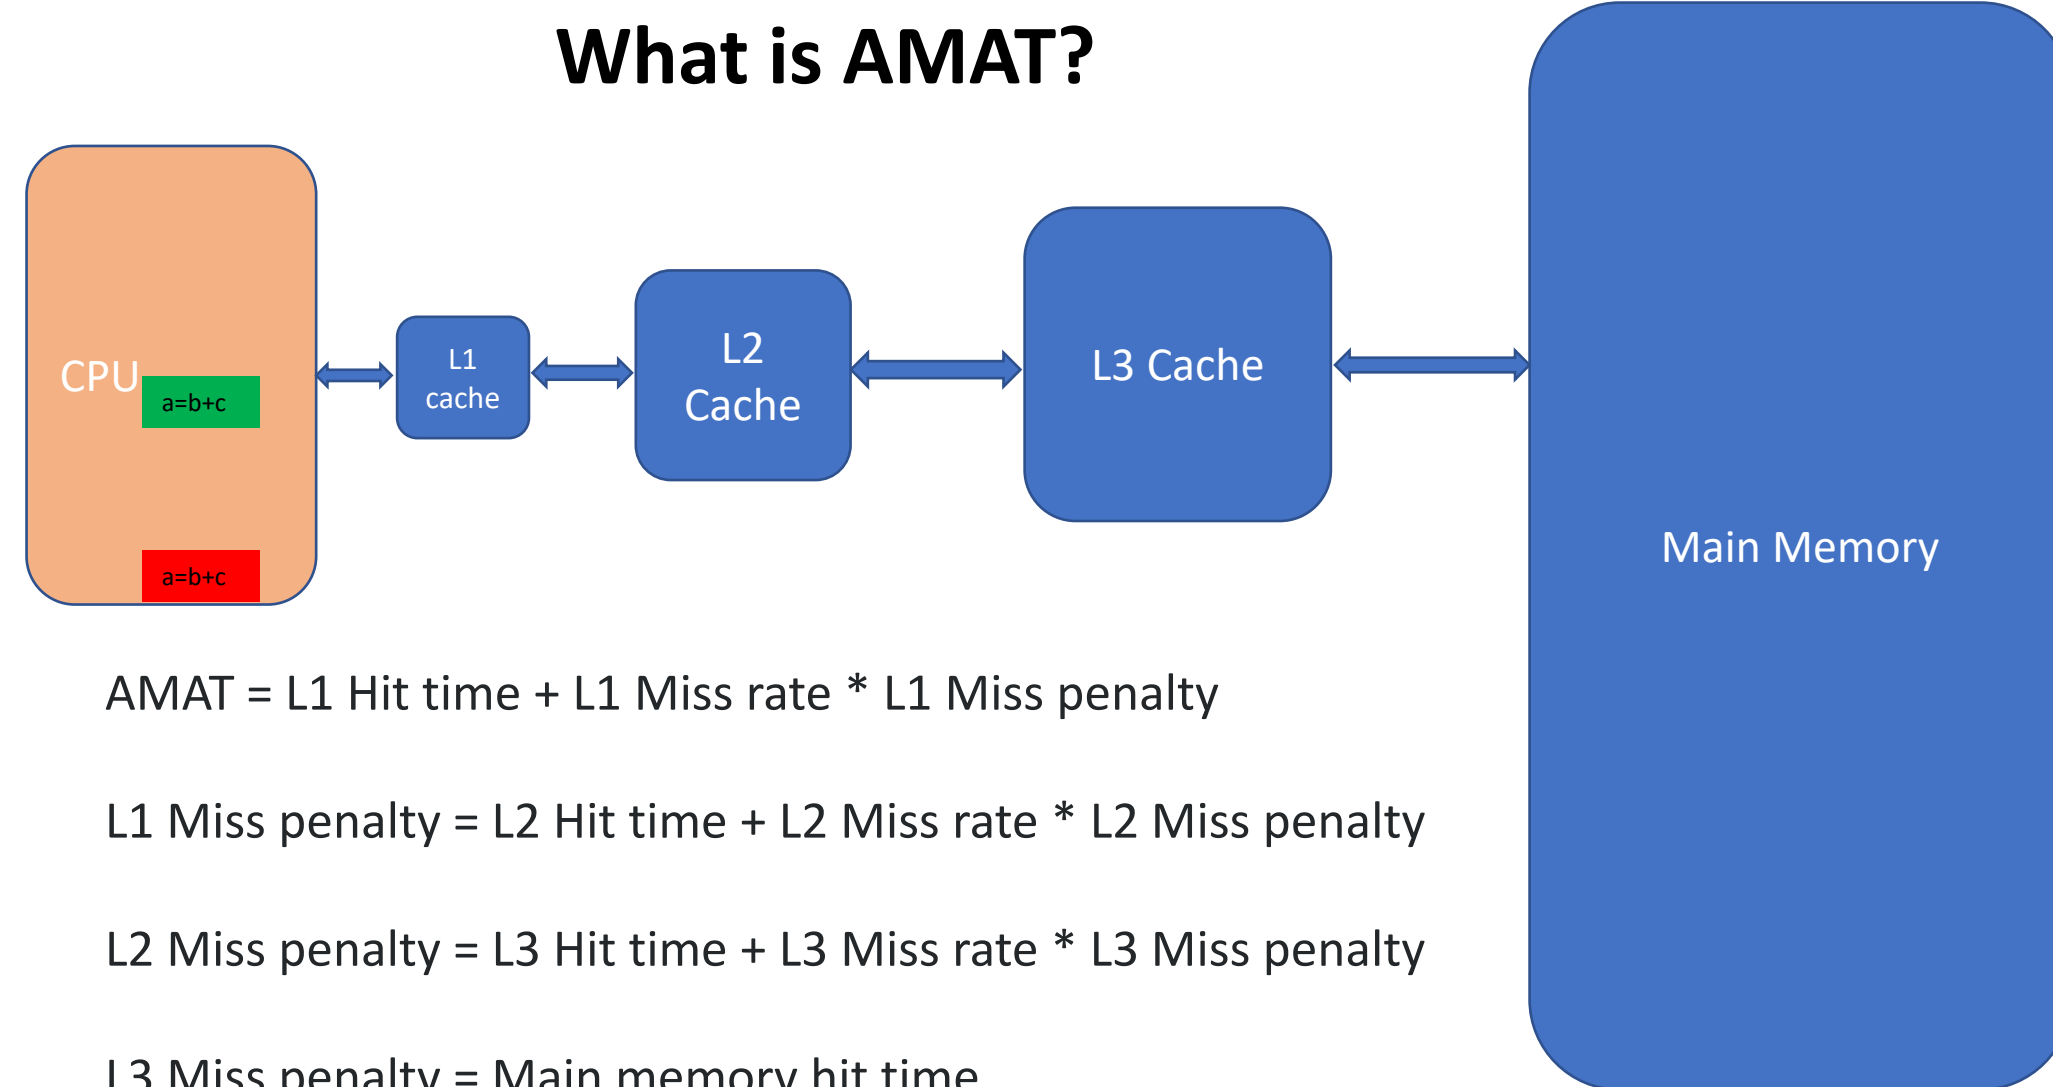 What is AMAT?
CPU
a=b+c
a=b+c
L1
cache
L2
Cache
L3 Cache
Main Memory
AMAT = L1 Hit time + L1 Miss rate * L1 Miss penalty
L1 Miss penalty = L2 Hit time + L2 Miss rate * L2 Miss penalty
L2 Miss penalty = L3 Hit time + L3 Miss rate * L3 Miss penalty
L3 Miss penalty = Main memory hit time